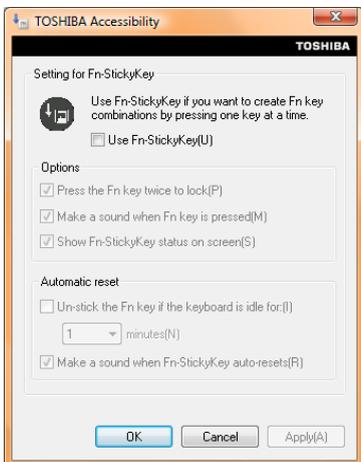 TOSHIBA Accessibility
TOSHIBA
Setting for Fn-StickyKey
Use Fn-StickyKey if you want to create Fn key
combinations by pressing one key at a time.
Use Fn-StickyKey(U)
Options
Press the Fn key twice to lock(P)
Make a sound when Fn key is pressed(M)
Show Fn-StickyKey status on screen(S)
Automatic reset
Un-stick the Fn key if the keyboard is idle for:(I)
1 minutes(N)
Make a sound when Fn-StickyKey auto-resets(R)
OK Cancel Apply(A)